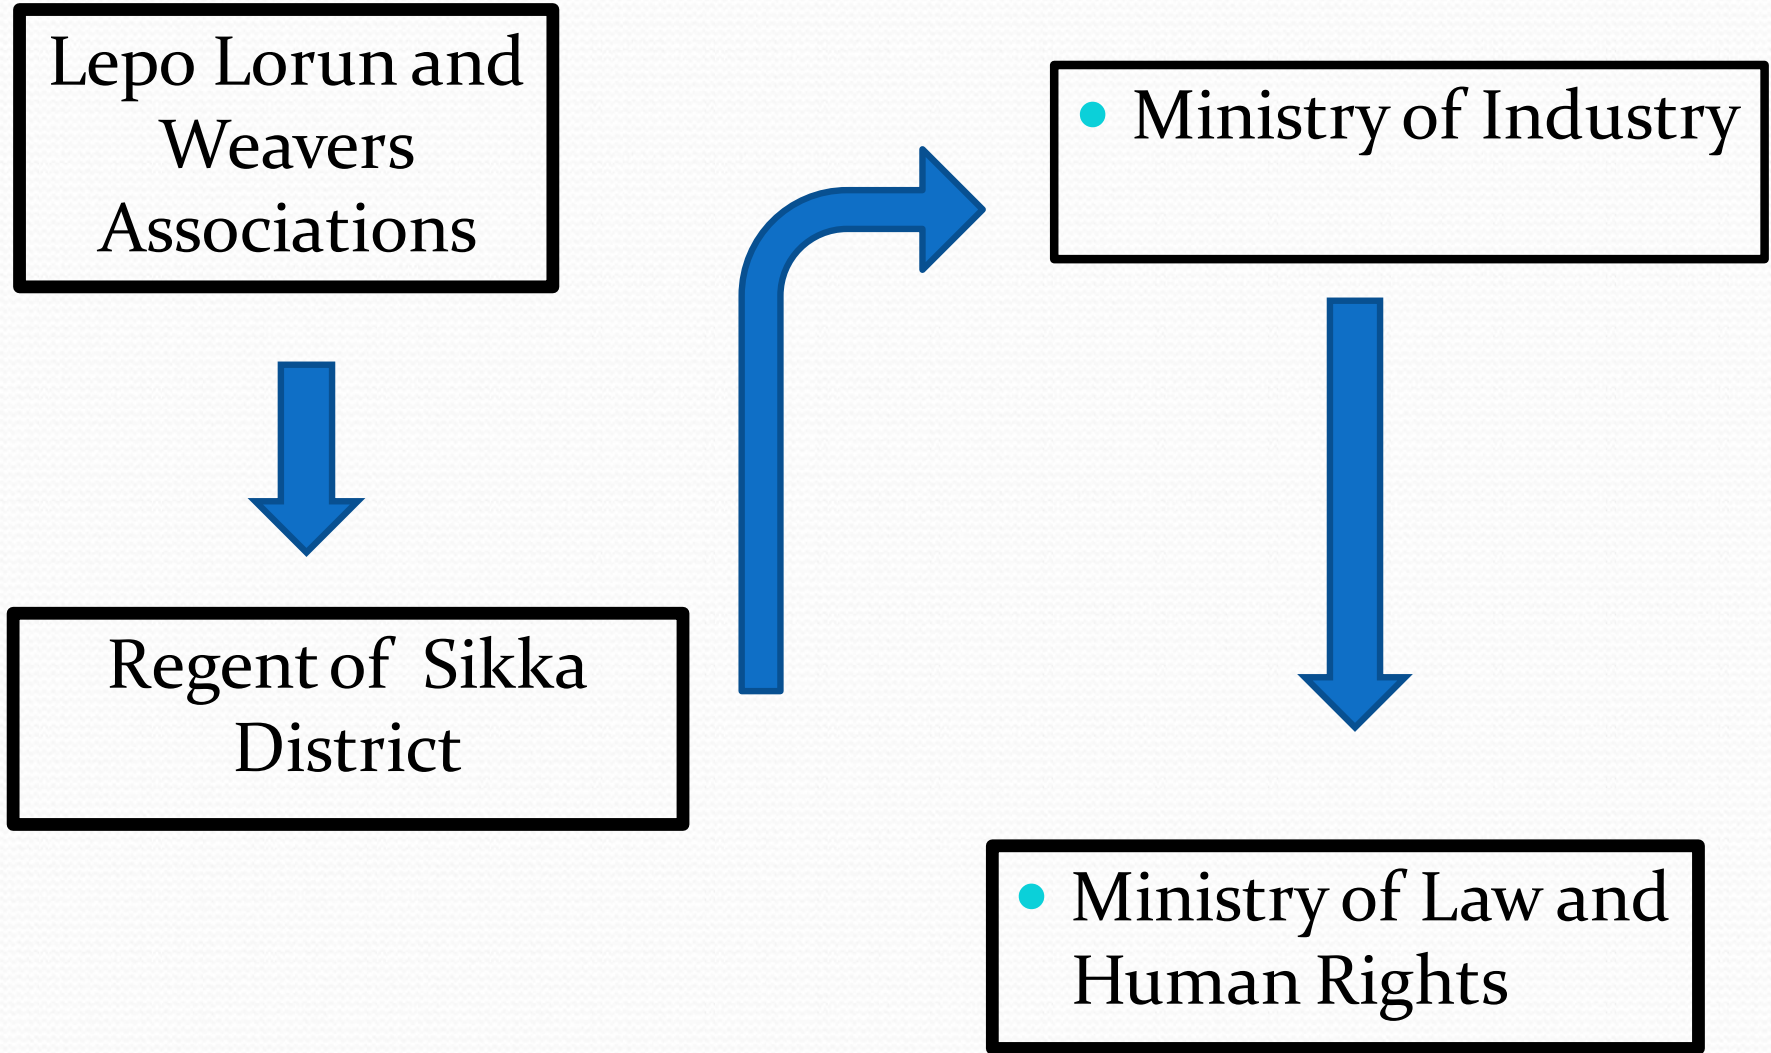 Lepo Lorun and
Weavers
Associations
Regent of Sikka
District
• Ministry of Industry
• Ministry of Law and
Human Rights